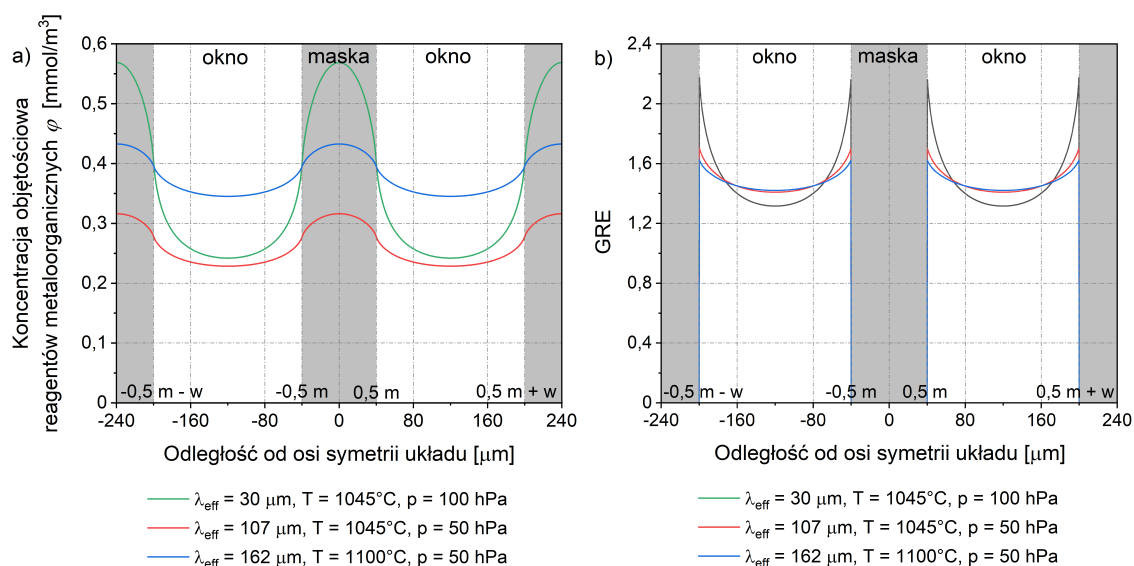 a)
okno
maska
okno
Koncentracja objętościowa
reagentów metaloorganicznych φ [mmol/m³]
0,6
0,5
0,4
0,3
0,2
0,1
0
-0,5 m - w
-0,5 m
0,5 m
0,5 m + w
-240 -160 -80 0 80 160 240
Odległość od osi symetrii układu [μm]
λeff = 30 μm, T = 1045°C, p = 100 hPa
λeff = 107 μm, T = 1045°C, p = 50 hPa
λeff = 162 μm, T = 1100°C, p = 50 hPa
b)
okno
maska
okno
GRE
2,4
2
1,6
1,2
0,8
0,4
0
-0,5 m - w
-0,5 m
0,5 m
0,5 m + w
-240 -160 -80 0 80 160 240
Odległość od osi symetrii układu [μm]
λeff = 30 μm, T = 1045°C, p = 100 hPa
λeff = 107 μm, T = 1045°C, p = 50 hPa
λeff = 162 μm, T = 1100°C, p = 50 hPa